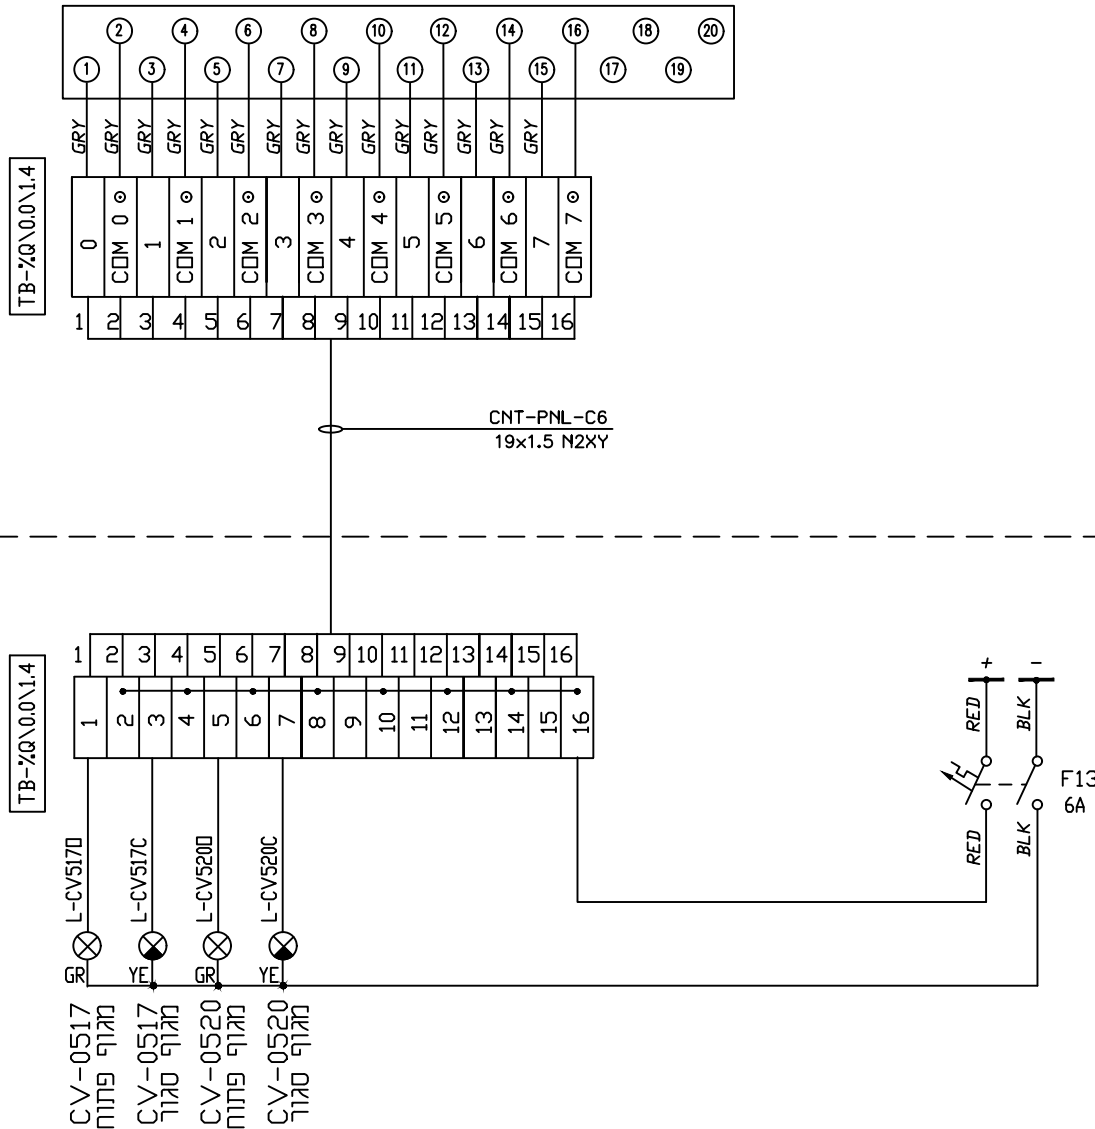 2 4 6 8 10 12 14 16 18 20
1 3 5 7 9 11 13 15 17 19
GRY GRY GRY GRY GRY GRY GRY GRY GRY GRY GRY GRY GRY GRY GRY
TB-%Q\0.0\1.4
0 COM 0 1 COM 1 2 COM 2 3 COM 3 4 COM 4 5 COM 5 6 COM 6 7 COM 7
1 2 3 4 5 6 7 8 9 10 11 12 13 14 15 16
CNT-PNL-C6
19x1.5 N2XY
1 2 3 4 5 6 7 8 9 10 11 12 13 14 15 16
TB-%Q\0.0\1.4
1 2 3 4 5 6 7 8 9 10 11 12 13 14 15 16
+ -
RED BLK
F13
6A
RED BLK
L-CV517O L-CV517C L-CV520O L-CV520C
GR YE GR YE
CV-0517
מגוף פתוח
CV-0517
מגוף סגור
CV-0520
מגוף פתוח
CV-0520
מגוף סגור